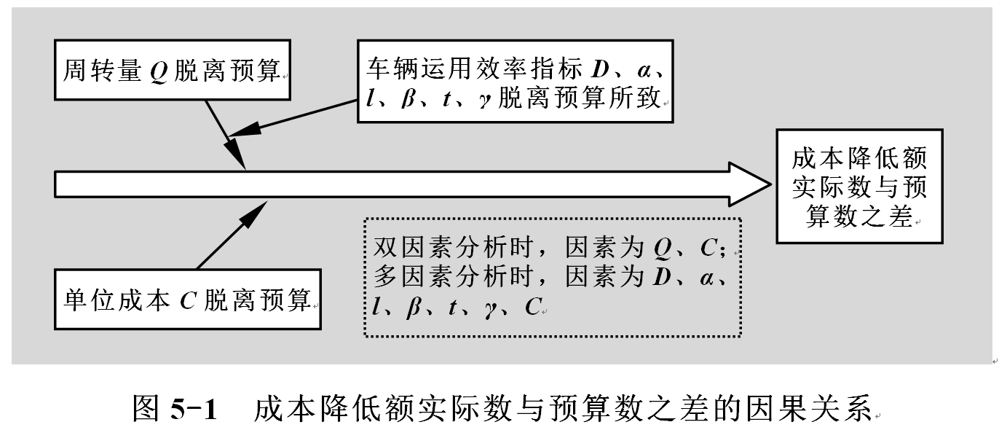 周转量 Q 脱离预算
车辆运用效率指标 D、α、
l、β、t、γ 脱离预算所致
成本降低额
实际数与预
算数之差
双因素分析时，因素为 Q、C；
多因素分析时，因素为 D、α、
l、β、t、γ、C
单位成本 C 脱离预算
图 5-1 成本降低额实际数与预算数之差的因果关系